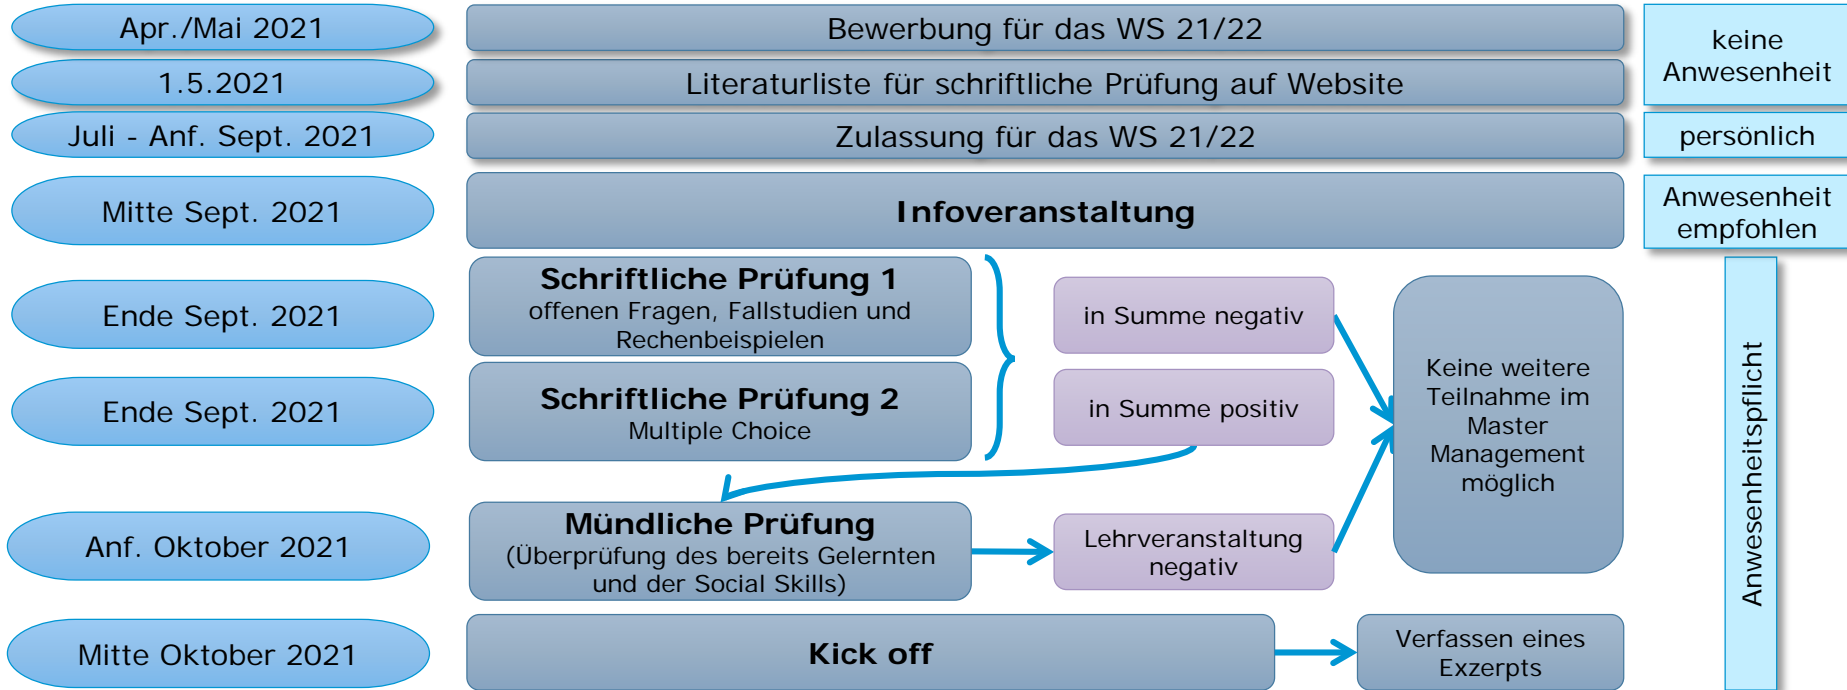 Apr./Mai 2021
Bewerbung für das WS 21/22
keine
Anwesenheit
1.5.2021
Literaturliste für schriftliche Prüfung auf Website
Juli - Anf. Sept. 2021
Zulassung für das WS 21/22
persönlich
Mitte Sept. 2021
Infoveranstaltung
Anwesenheit
empfohlen
Ende Sept. 2021
Schriftliche Prüfung 1
offenen Fragen, Fallstudien und
Rechenbeispielen
in Summe negativ
Ende Sept. 2021
Schriftliche Prüfung 2
Multiple Choice
in Summe positiv
Keine weitere
Teilnahme im
Master
Management
möglich
Anwesenheitspflicht
Anf. Oktober 2021
Mündliche Prüfung
(Überprüfung des bereits Gelernten
und der Social Skills)
Lehrveranstaltung
negativ
Mitte Oktober 2021
Kick off
Verfassen eines
Exzerpts